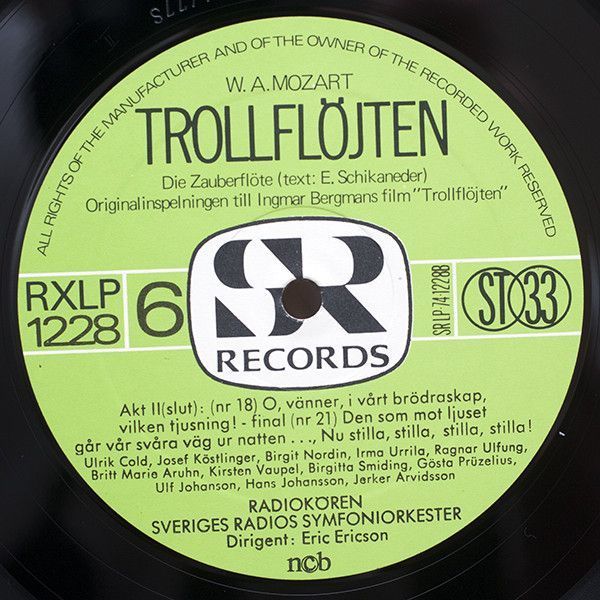 ALL RIGHTS OF THE MANUFACTURER AND OF THE OWNER OF THE RECORDED WORK RESERVED
W. A. MOZART
TROLLFLÖJTEN
Die Zauberflöte (text: E. Schikaneder)
Originalinspelningen till Ingmar Bergmans film "Trollflöjten"
RXLP
1228
6
SR
RECORDS
SRLP 7412288
ST 33
Akt II(slut): (nr 18) O, vänner, i vårt brödraskap,
vilken tjusning! - final (nr 21) Den som mot ljuset
går vår svåra väg ur natten ..., Nu stilla, stilla, stilla, stilla!
Ulrik Cold, Josef Köstlinger, Birgit Nordin, Irma Urrila, Ragnar Ulfung,
Britt Marie Aruhn, Kirsten Vaupel, Birgitta Smiding, Gösta Prüzelius,
Ulf Johanson, Hans Johansson, Jerker Arvidsson
RADIOKÖREN
SVERIGES RADIOS SYMFONIORKESTER
Dirigent: Eric Ericson
ncb